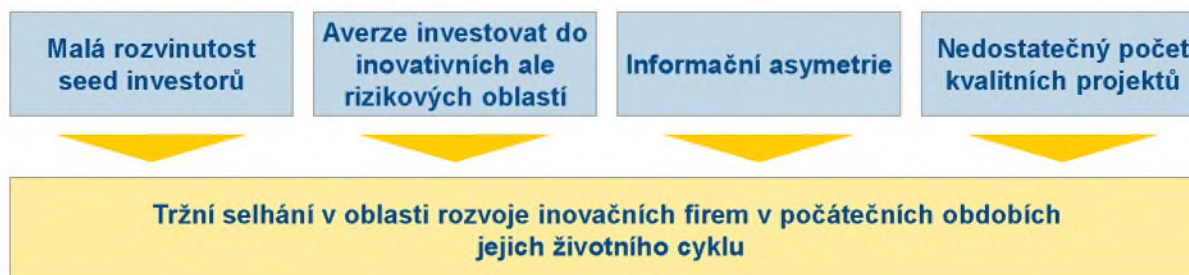 Malá rozvinutost
seed investorů
Averze investovat do
inovativních ale
rizikových oblastí
Informační asymetrie
Nedostatečný počet
kvalitních projektů
Tržní selhání v oblasti rozvoje inovačních firem v počátečních obdobích
jejich životního cyklu